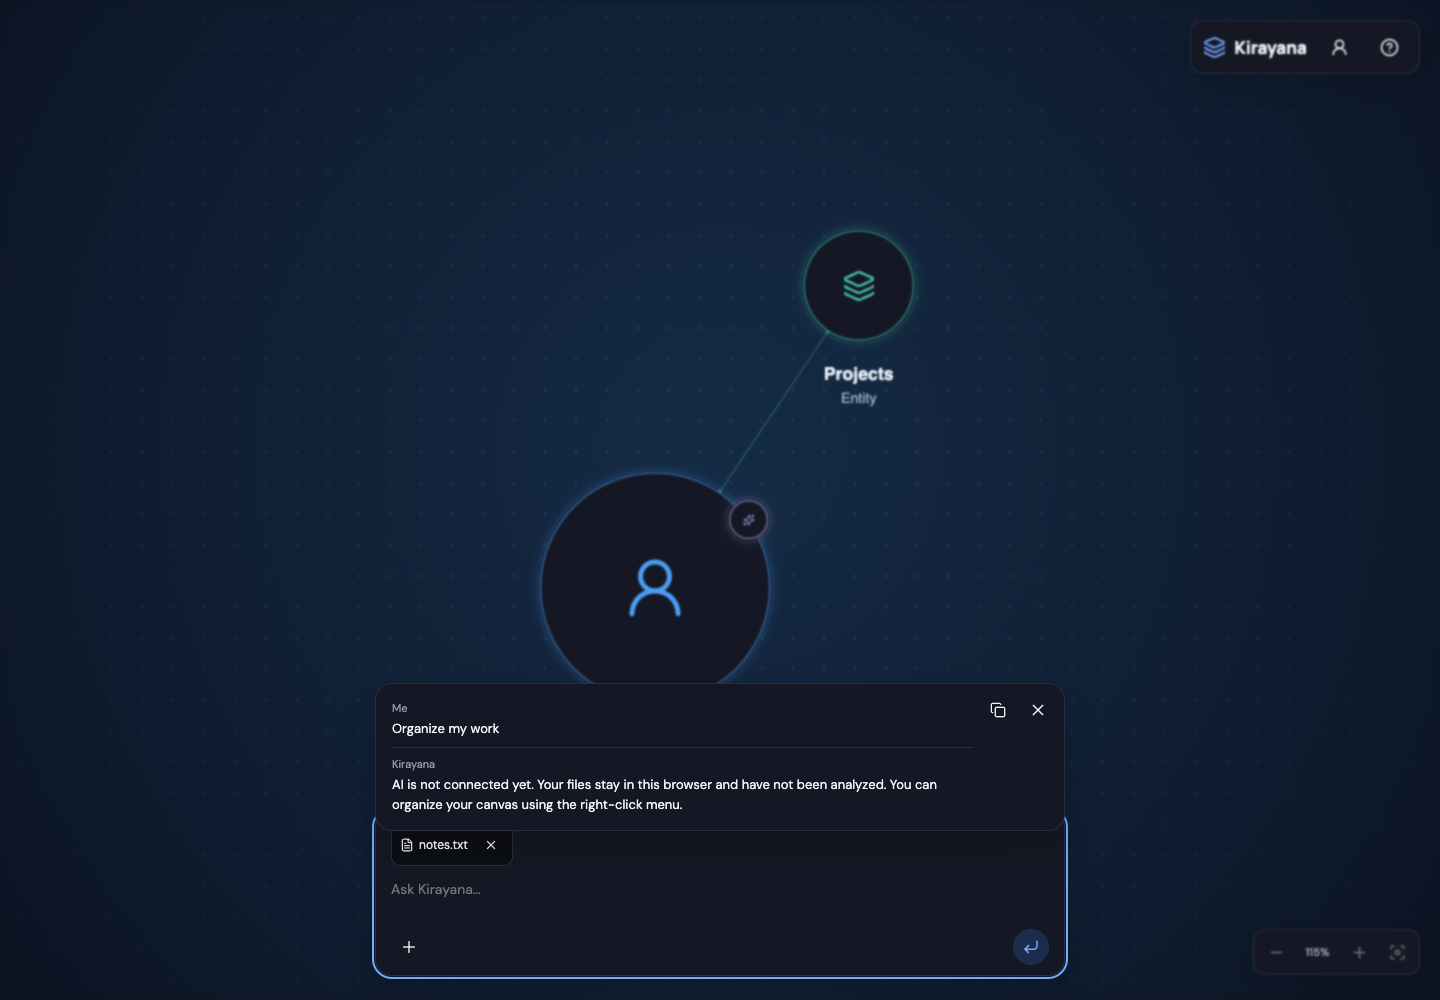 Kirayana
Projects
Entity
Me
Organize my work
Kirayana
AI is not connected yet. Your files stay in this browser and have not been analyzed. You can
organize your canvas using the right-click menu.
notes.txt
Ask Kirayana...
115%